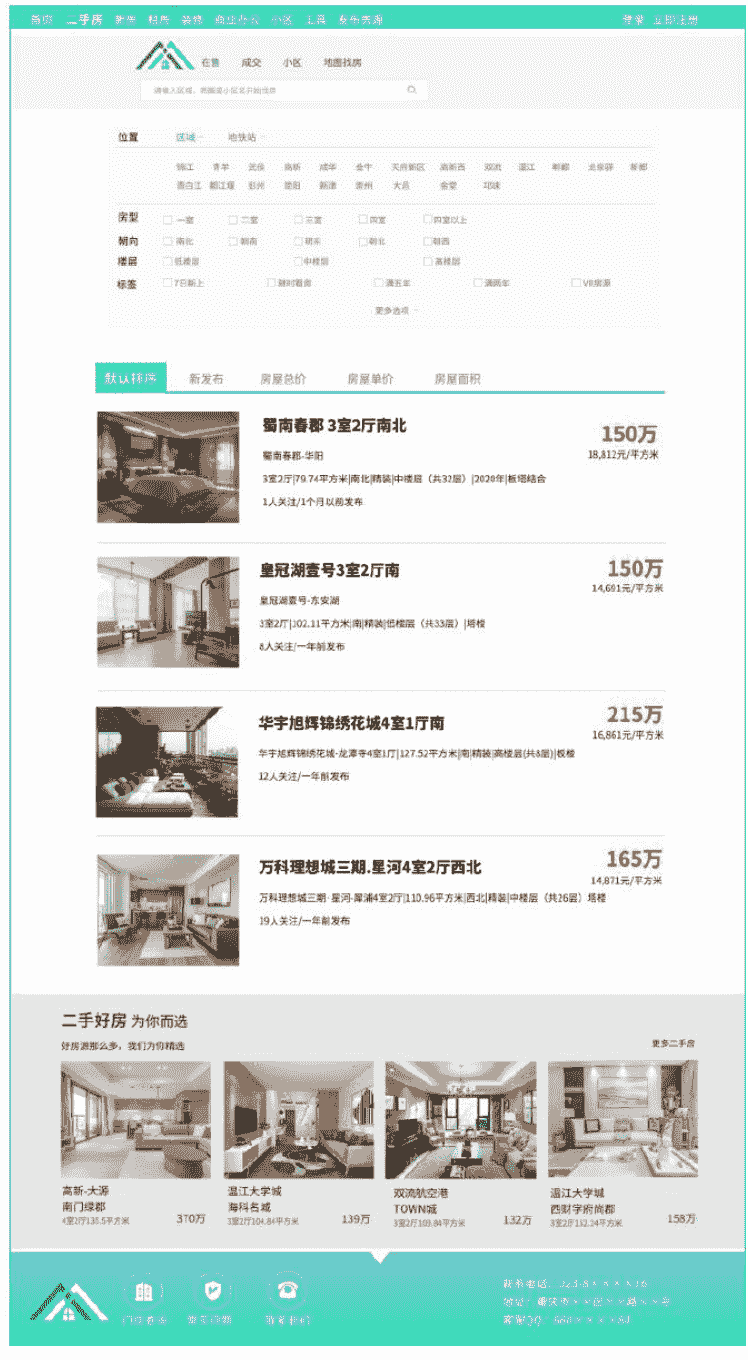 首页 二手房 新房 租房 装修 商业办公 小区 工具 发布房源
登录 立即注册
在售 成交 小区 地图找房
位置 区域 地铁站
锦江 青羊 武侯 高新 成华 金牛 天府新区 高新西 双流 温江 郫都 龙泉驿 新都
青白江 都江堰 彭州 简阳 新津 崇州 大邑 金堂 邛崃
房型 一室 二室 三室 四室 四室以上
朝向 南北 朝南 朝东 朝北 朝西
楼层 低楼层 中楼层 高楼层
标签 7日新上 随时看房 满五年 满两年 VR房源
更多选项
默认排序 新发布 房屋总价 房屋单价 房屋面积
蜀南春郡 3室2厅南北
150万
18,812元/平方米
蜀南春郡-华阳
3室2厅|79.74平方米|南北|精装|中楼层（共32层）|2020年|板塔结合
1人关注/1个月以前发布
皇冠湖壹号3室2厅南
150万
14,691元/平方米
皇冠湖壹号-东安湖
3室2厅|102.11平方米|南|精装|低楼层（共33层）|塔楼
8人关注/一年前发布
华宇旭辉锦绣花城4室1厅南
215万
16,861元/平方米
华宇旭辉锦绣花城-龙潭寺4室1厅|127.52平方米|南|精装|高楼层(共8层)|板楼
12人关注/一年前发布
万科理想城三期.星河4室2厅西北
165万
14,871元/平方米
万科理想城三期·星河-犀浦4室2厅|110.96平方米|西北|精装|中楼层（共26层）塔楼
19人关注/一年前发布
二手好房 为你而选
好房源那么多，我们为你精选
更多二手房
高新-大源
南门绿郡
370万
温江大学城
海科名城
3室2厅104.84平方米 139万
双流航空港
TOWN城
3室2厅103.84平方米 132万
温江大学城
西财学府尚郡
158万